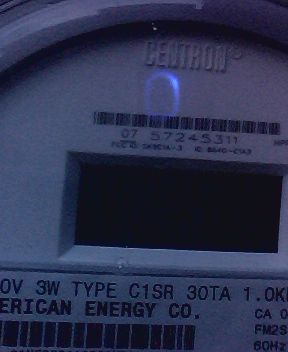 CENTRON®
07 57245311
0V 3W TYPE C1SR 30TA 1.0K
ERICAN ENERGY CO.
CA 0
FM2S
60Hz